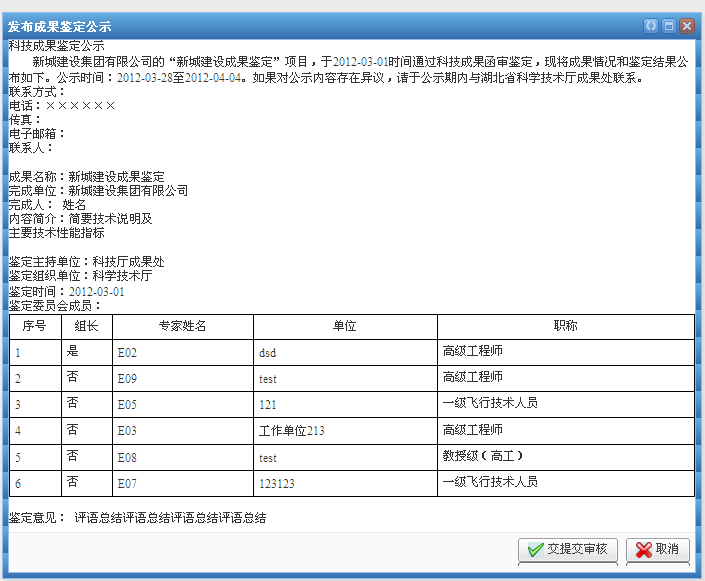 发布成果鉴定公示
科技成果鉴定公示
新城建设集团有限公司的“新城建设成果鉴定”项目，于2012-03-01时间通过科技成果函审鉴定，现将成果情况和鉴定结果公
布如下。公示时间：2012-03-28至2012-04-04。如果对公示内容存在异议，请于公示期内与湖北省科学技术厅成果处联系。
联系方式：
电话：××××××
传真：
电子邮箱：
联系人：
成果名称：新城建设成果鉴定
完成单位：新城建设集团有限公司
完成人： 姓名
内容简介：简要技术说明及
主要技术性能指标
鉴定主持单位：科技厅成果处
鉴定组织单位：科学技术厅
鉴定时间：2012-03-01
鉴定委员会成员：
序号 组长 专家姓名 单位 职称
1 是 E02 dsd 高级工程师
2 否 E09 test 高级工程师
3 否 E05 121 一级飞行技术人员
4 否 E03 工作单位213 高级工程师
5 否 E08 test 教授级（高工）
6 否 E07 123123 一级飞行技术人员
鉴定意见： 评语总结评语总结评语总结评语总结
交提交审核 取消